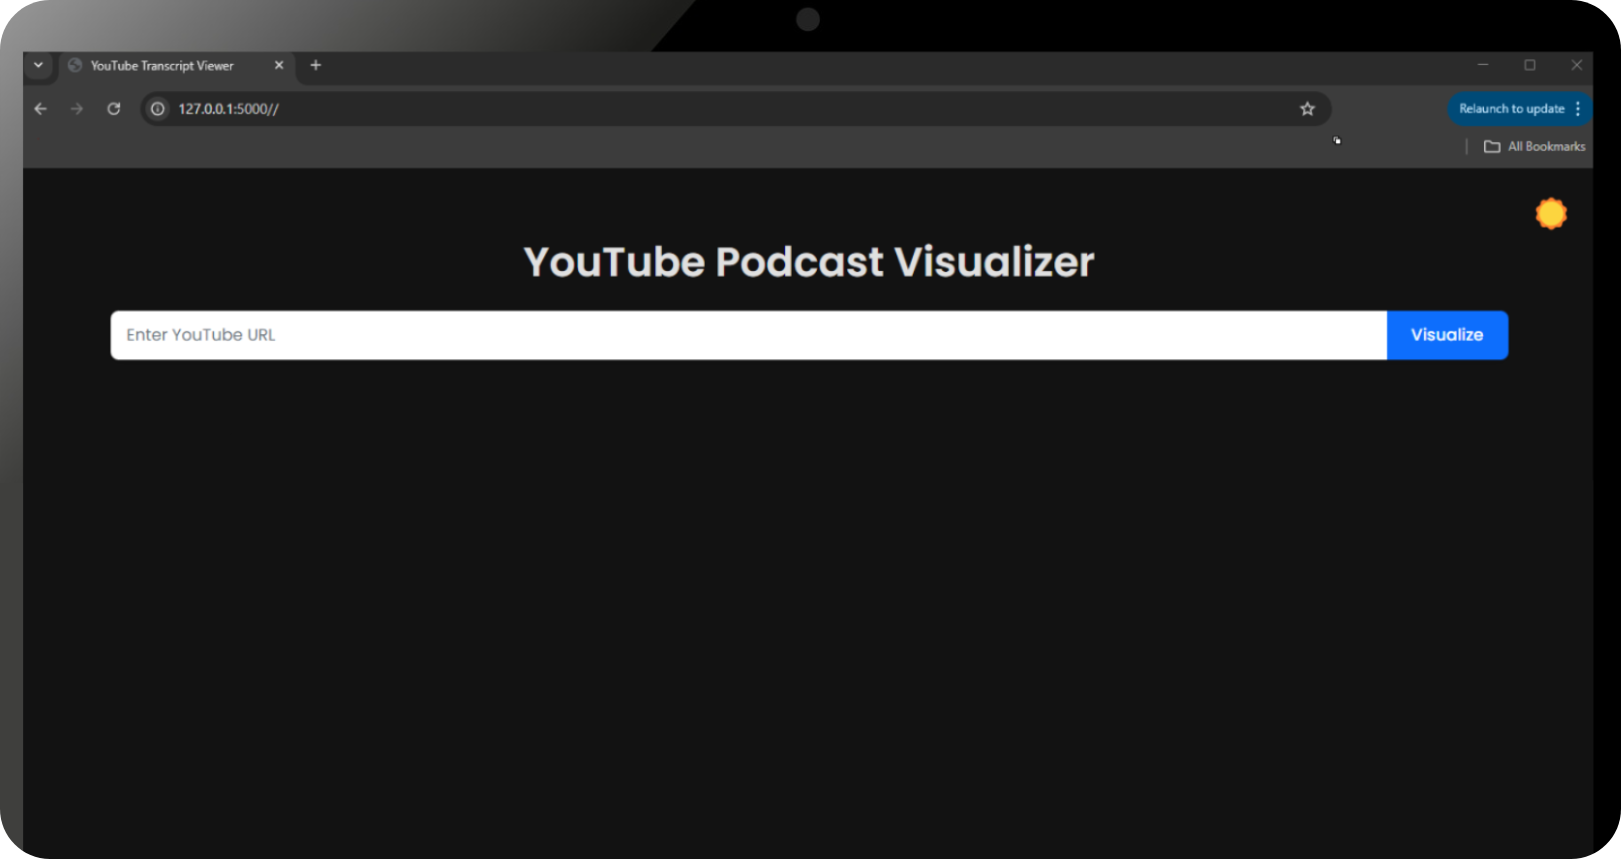 YouTube Transcript Viewer
127.0.0.1:5000//
Relaunch to update
All Bookmarks
YouTube Podcast Visualizer
Enter YouTube URL
Visualize